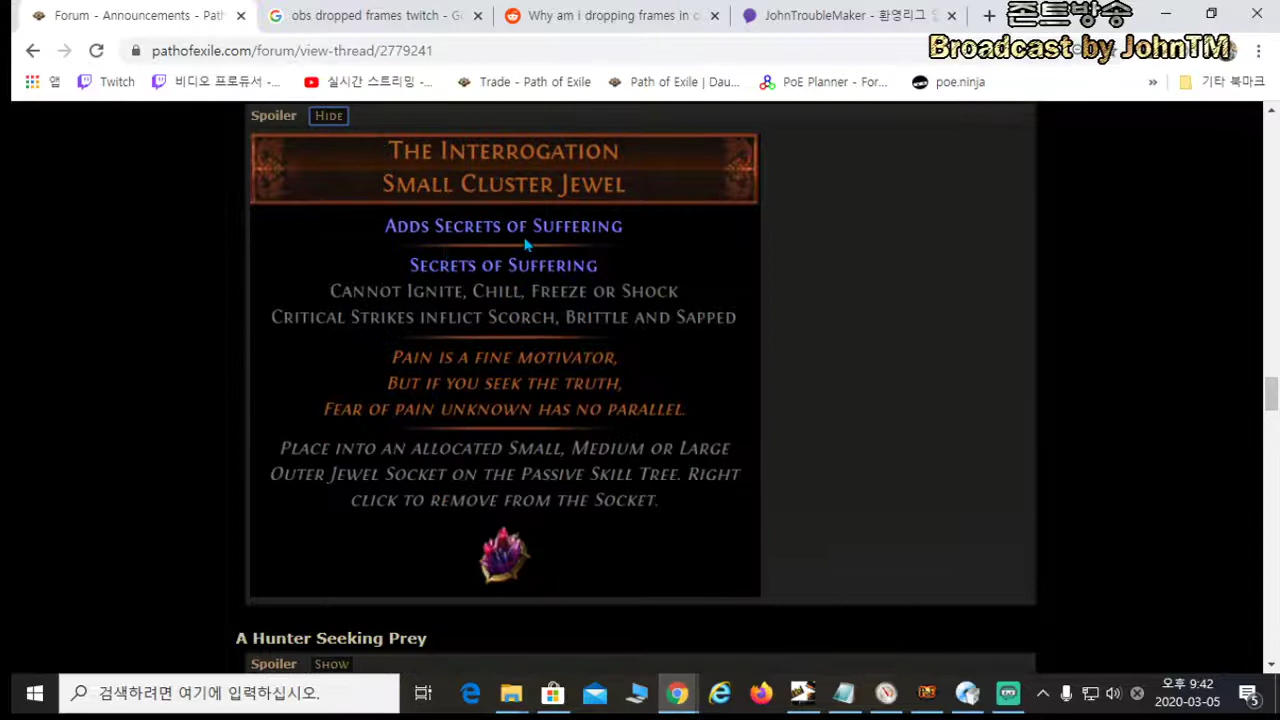 Forum - Announcements - Path
obs dropped frames twitch - G
Why am i dropping frames in c
JohnTroubleMaker - 환영리그
존트방송
Broadcast by JohnTM
pathofexile.com/forum/view-thread/2779241
앱
Twitch
비디오 프로듀서 -...
실시간 스트리밍 -...
Trade - Path of Exile
Path of Exile | Dau...
PoE Planner - For...
poe.ninja
»
기타 북마크
Spoiler HIDE
THE INTERROGATION
SMALL CLUSTER JEWEL
ADDS SECRETS OF SUFFERING
SECRETS OF SUFFERING
CANNOT IGNITE, CHILL, FREEZE OR SHOCK
CRITICAL STRIKES INFLICT SCORCH, BRITTLE AND SAPPED
PAIN IS A FINE MOTIVATOR,
BUT IF YOU SEEK THE TRUTH,
FEAR OF PAIN UNKNOWN HAS NO PARALLEL.
PLACE INTO AN ALLOCATED SMALL, MEDIUM OR LARGE
OUTER JEWEL SOCKET ON THE PASSIVE SKILL TREE. RIGHT
CLICK TO REMOVE FROM THE SOCKET.
A Hunter Seeking Prey
Spoiler SHOW
검색하려면 여기에 입력하십시오.
오후 9:42
2020-03-05
5